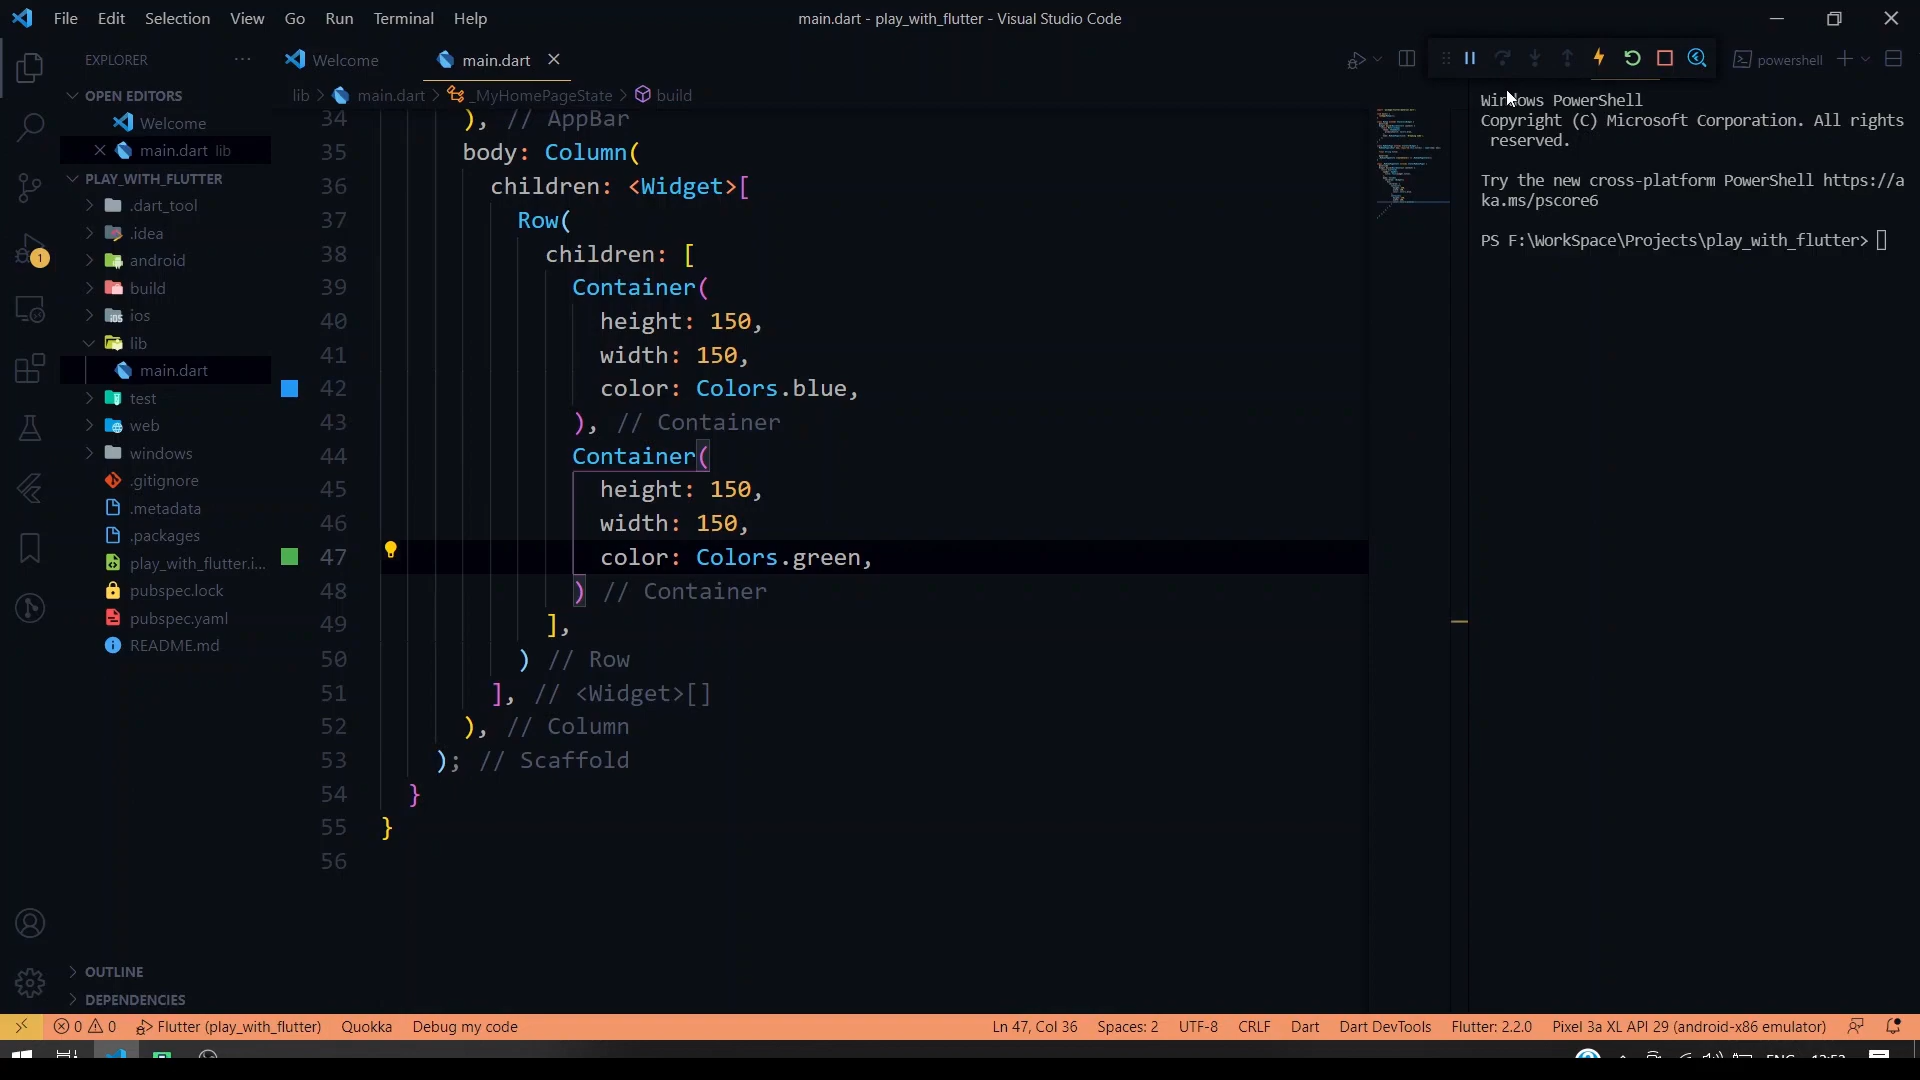 File Edit Selection View Go Run Terminal Help
main.dart - play_with_flutter - Visual Studio Code
EXPLORER
Welcome
main.dart
powershell
OPEN EDITORS
Welcome
main.dart lib
PLAY_WITH_FLUTTER
.dart_tool
.idea
android
build
ios
lib
main.dart
test
web
windows
.gitignore
.metadata
.packages
play_with_flutter.i...
pubspec.lock
pubspec.yaml
README.md
OUTLINE
DEPENDENCIES
lib > main.dart > _MyHomePageState > build
34 ), // AppBar
35 body: Column(
36 children: <Widget>[
37 Row(
38 children: [
39 Container(
40 height: 150,
41 width: 150,
42 color: Colors.blue,
43 ), // Container
44 Container(
45 height: 150,
46 width: 150,
47 color: Colors.green,
48 ) // Container
49 ],
50 ) // Row
51 ], // <Widget>[]
52 ), // Column
53 ); // Scaffold
54 }
55 }
56
Windows PowerShell
Copyright (C) Microsoft Corporation. All rights
reserved.
Try the new cross-platform PowerShell https://a
ka.ms/pscore6
PS F:\WorkSpace\Projects\play_with_flutter>
1
0 0 Flutter (play_with_flutter) Quokka Debug my code
Ln 47, Col 36 Spaces: 2 UTF-8 CRLF Dart Dart DevTools Flutter: 2.2.0 Pixel 3a XL API 29 (android-x86 emulator)